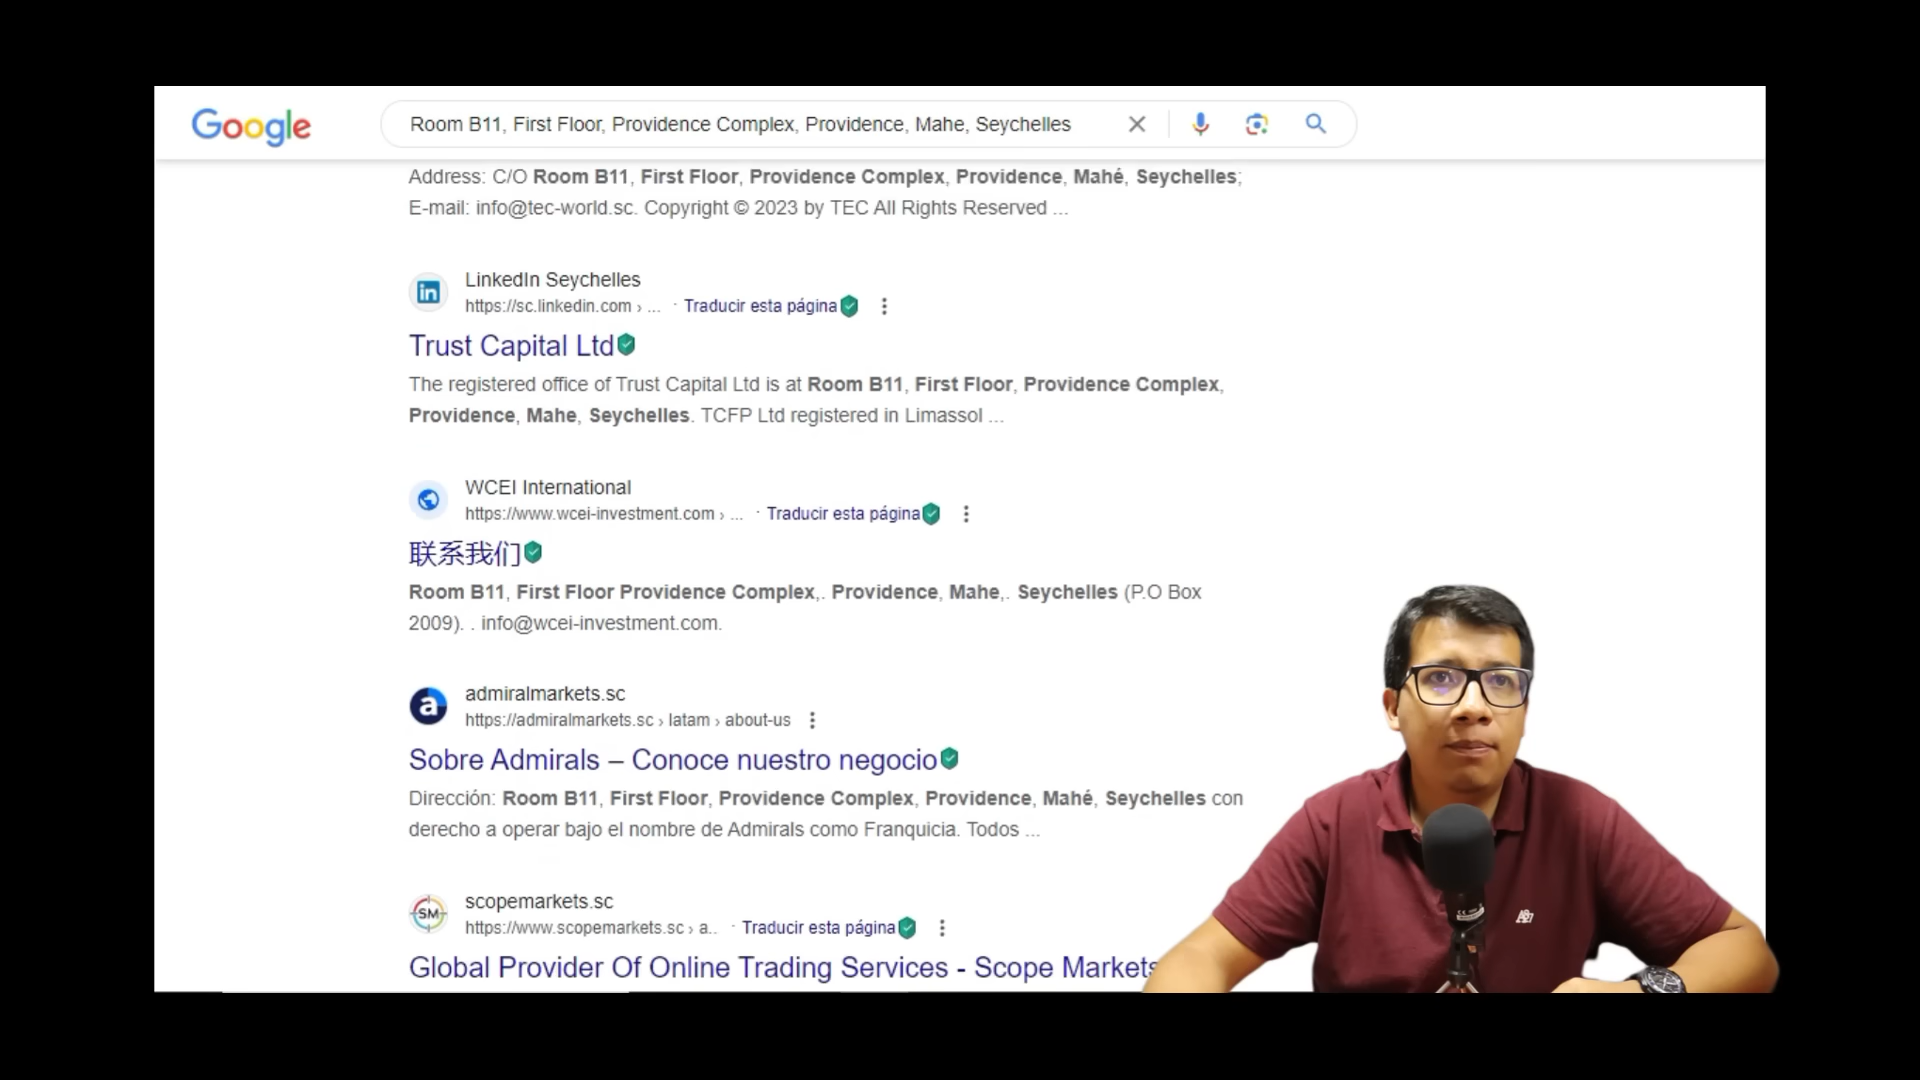 Google
Room B11, First Floor, Providence Complex, Providence, Mahe, Seychelles
Address: C/O Room B11, First Floor, Providence Complex, Providence, Mahé, Seychelles;
E-mail: info@tec-world.sc. Copyright © 2023 by TEC All Rights Reserved ...
in
LinkedIn Seychelles
https://sc.linkedin.com › ... · Traducir esta página
Trust Capital Ltd
The registered office of Trust Capital Ltd is at Room B11, First Floor, Providence Complex,
Providence, Mahe, Seychelles. TCFP Ltd registered in Limassol ...
WCEI International
https://www.wcei-investment.com › ... · Traducir esta página
联系我们
Room B11, First Floor Providence Complex,. Providence, Mahe,. Seychelles (P.O Box
2009). . info@wcei-investment.com.
a
admiralmarkets.sc
https://admiralmarkets.sc › latam › about-us
Sobre Admirals – Conoce nuestro negocio
Dirección: Room B11, First Floor, Providence Complex, Providence, Mahé, Seychelles con
derecho a operar bajo el nombre de Admirals como Franquicia. Todos ...
SM
scopemarkets.sc
https://www.scopemarkets.sc › a.. · Traducir esta página
Global Provider Of Online Trading Services - Scope Markets